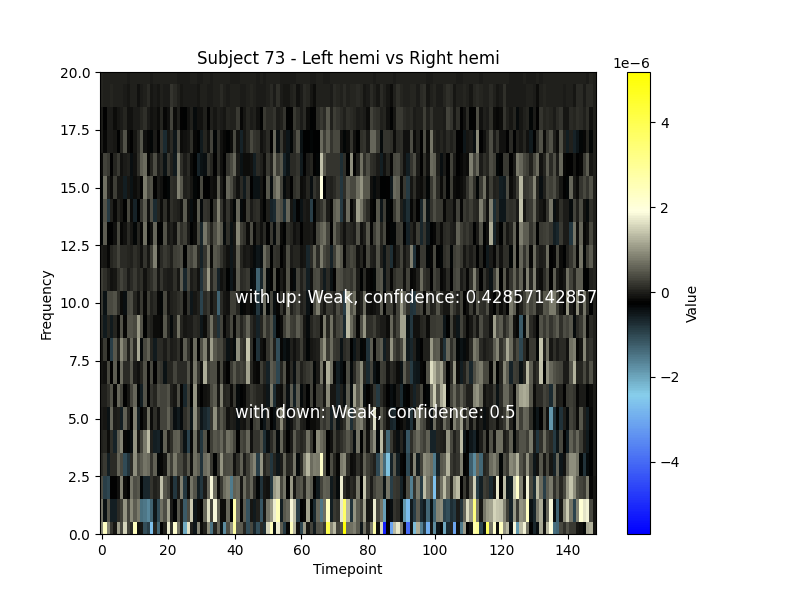 Subject 73 - Left hemi vs Right hemi
1e−6
20.0
17.5
15.0
12.5
10.0
7.5
5.0
2.5
0.0
Frequency
with up: Weak, confidence: 0.42857142857
with down: Weak, confidence: 0.5
0 20 40 60 80 100 120 140
Timepoint
4
2
0
−2
−4
Value